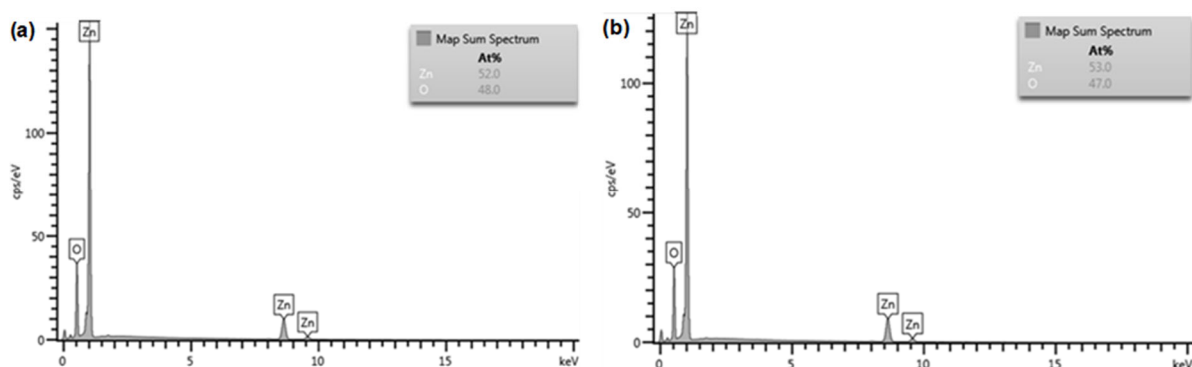 (a)
Zn
Map Sum Spectrum
At%
Zn 52.0
O 48.0
100
cps/eV
50
O
Zn
Zn
0
0 5 10 15 keV
(b)
Zn
Map Sum Spectrum
At%
Zn 53.0
O 47.0
100
cps/eV
50
O
Zn
Zn
0
0 5 10 15 keV